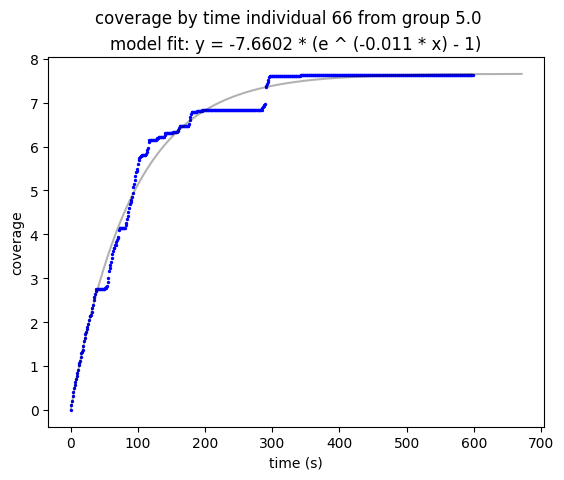 coverage by time individual 66 from group 5.0
model fit: y = -7.6602 * (e ^ (-0.011 * x) - 1)
8
7
6
5
4
3
2
1
0
coverage
0 100 200 300 400 500 600 700
time (s)